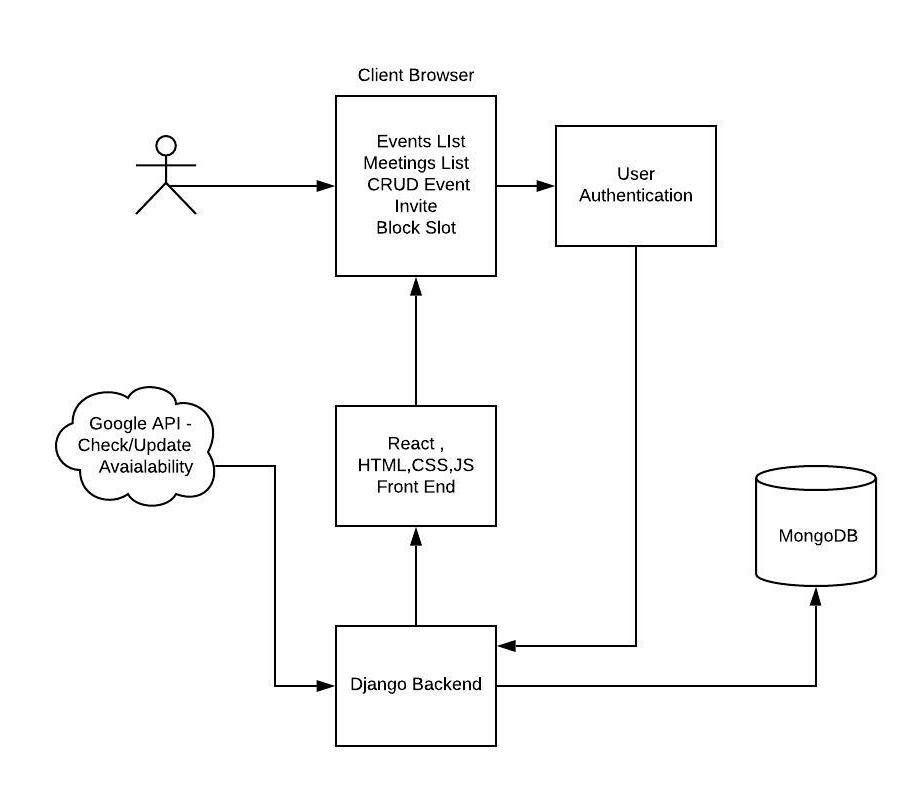 Client Browser
Events LIst
Meetings List
CRUD Event
Invite
Block Slot
User
Authentication
Google API -
Check/Update
Avaialability
React ,
HTML,CSS,JS
Front End
MongoDB
Django Backend